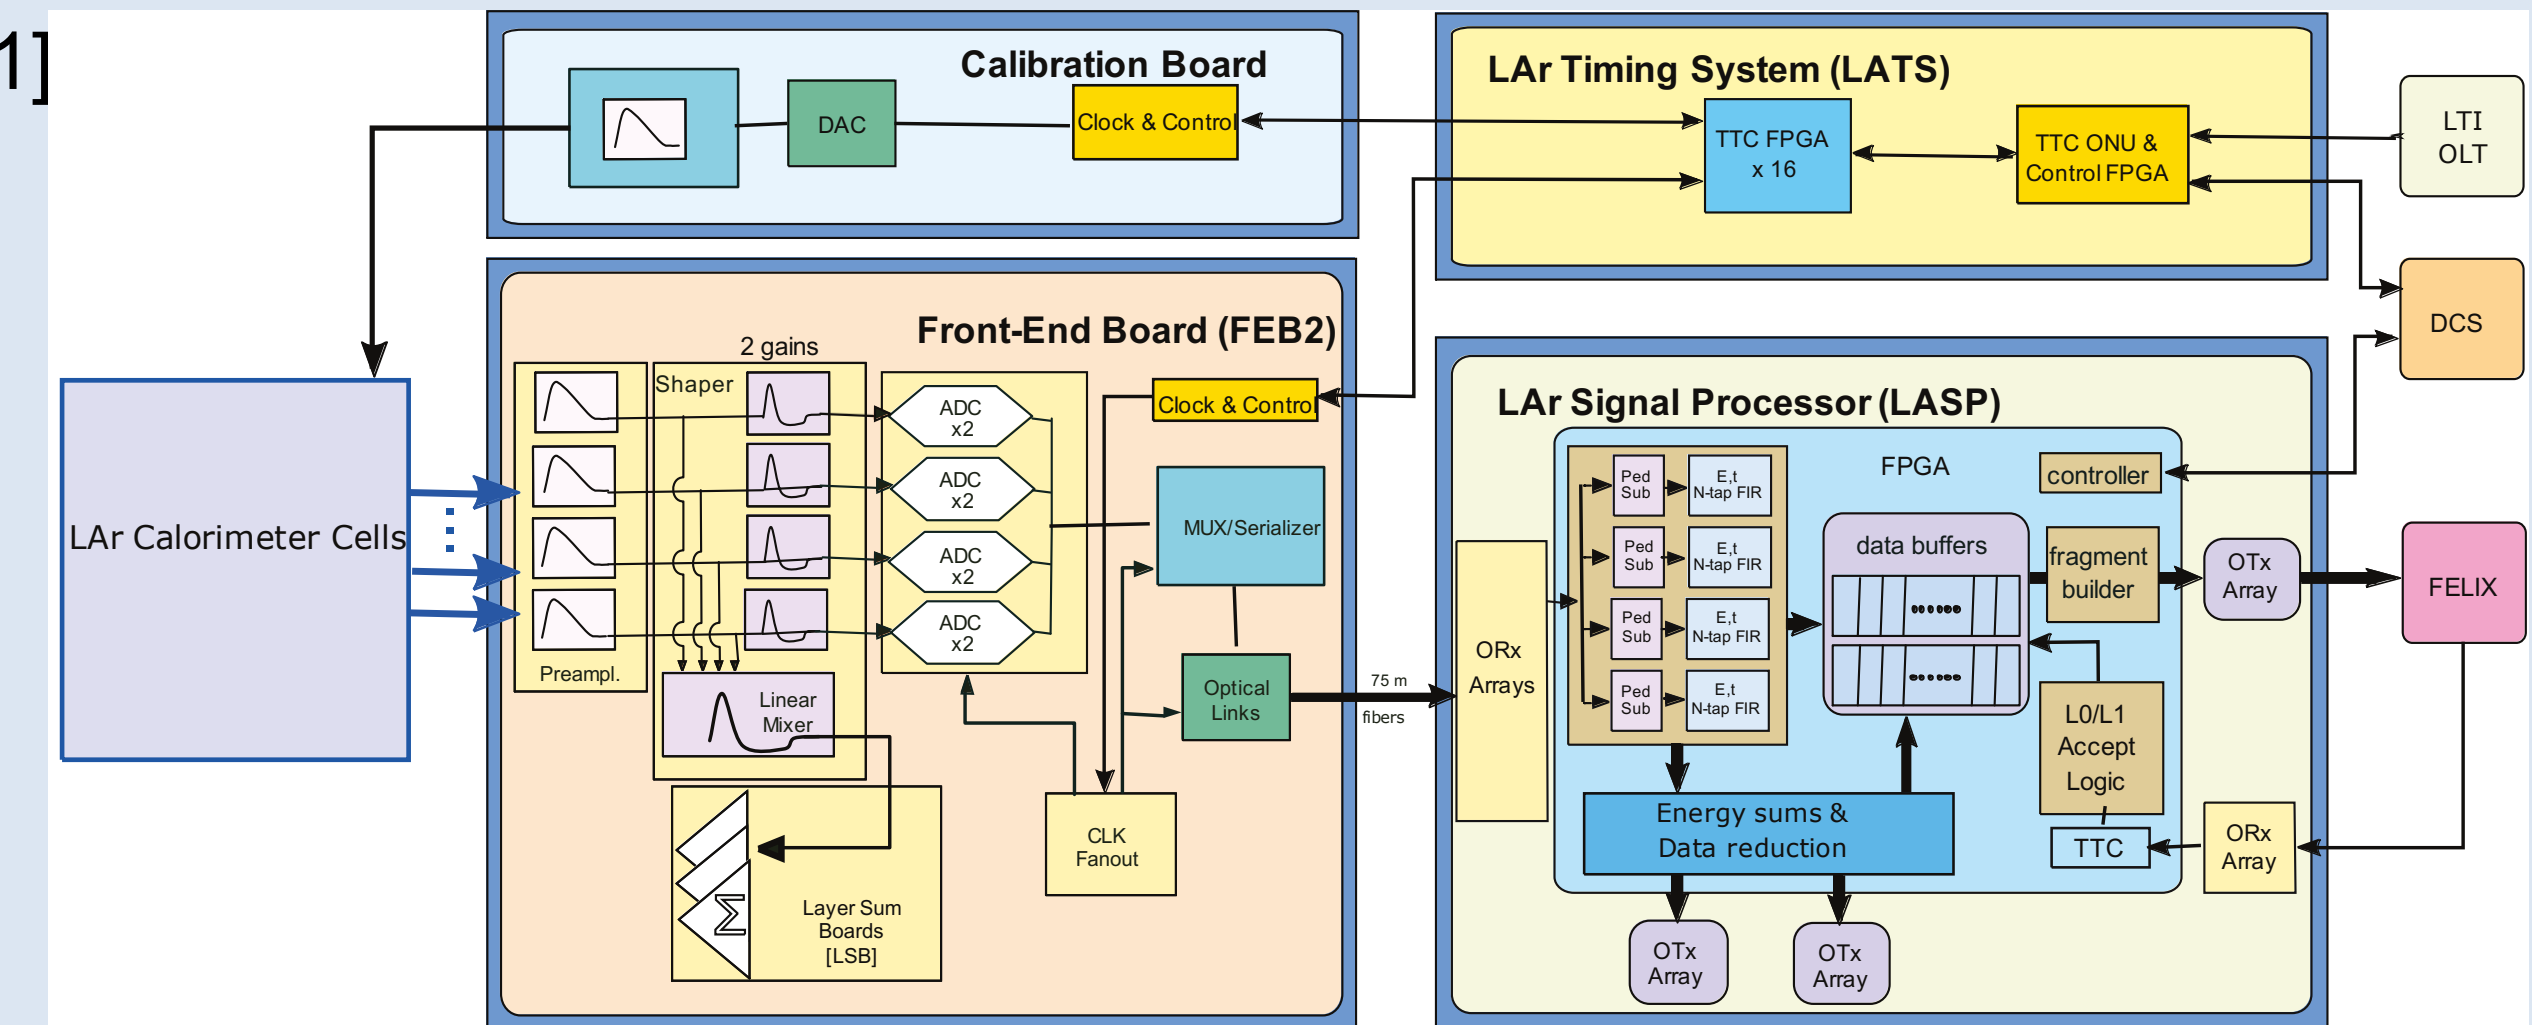 1]
Calibration Board
DAC
Clock & Control
LAr Timing System (LATS)
TTC FPGA
x 16
TTC ONU &
Control FPGA
LTI
OLT
DCS
Front-End Board (FEB2)
2 gains
Shaper
Preampl.
ADC
x2
ADC
x2
ADC
x2
ADC
x2
Clock & Control
MUX/Serializer
Optical
Links
Linear
Mixer
CLK
Fanout
Σ
Layer Sum
Boards
[LSB]
LAr Calorimeter Cells
75 m
fibers
LAr Signal Processor (LASP)
FPGA
controller
Ped
Sub
E,t
N-tap FIR
Ped
Sub
E,t
N-tap FIR
Ped
Sub
E,t
N-tap FIR
Ped
Sub
E,t
N-tap FIR
ORx
Arrays
data buffers
fragment
builder
OTx
Array
FELIX
L0/L1
Accept
Logic
TTC
ORx
Array
Energy sums &
Data reduction
OTx
Array
OTx
Array